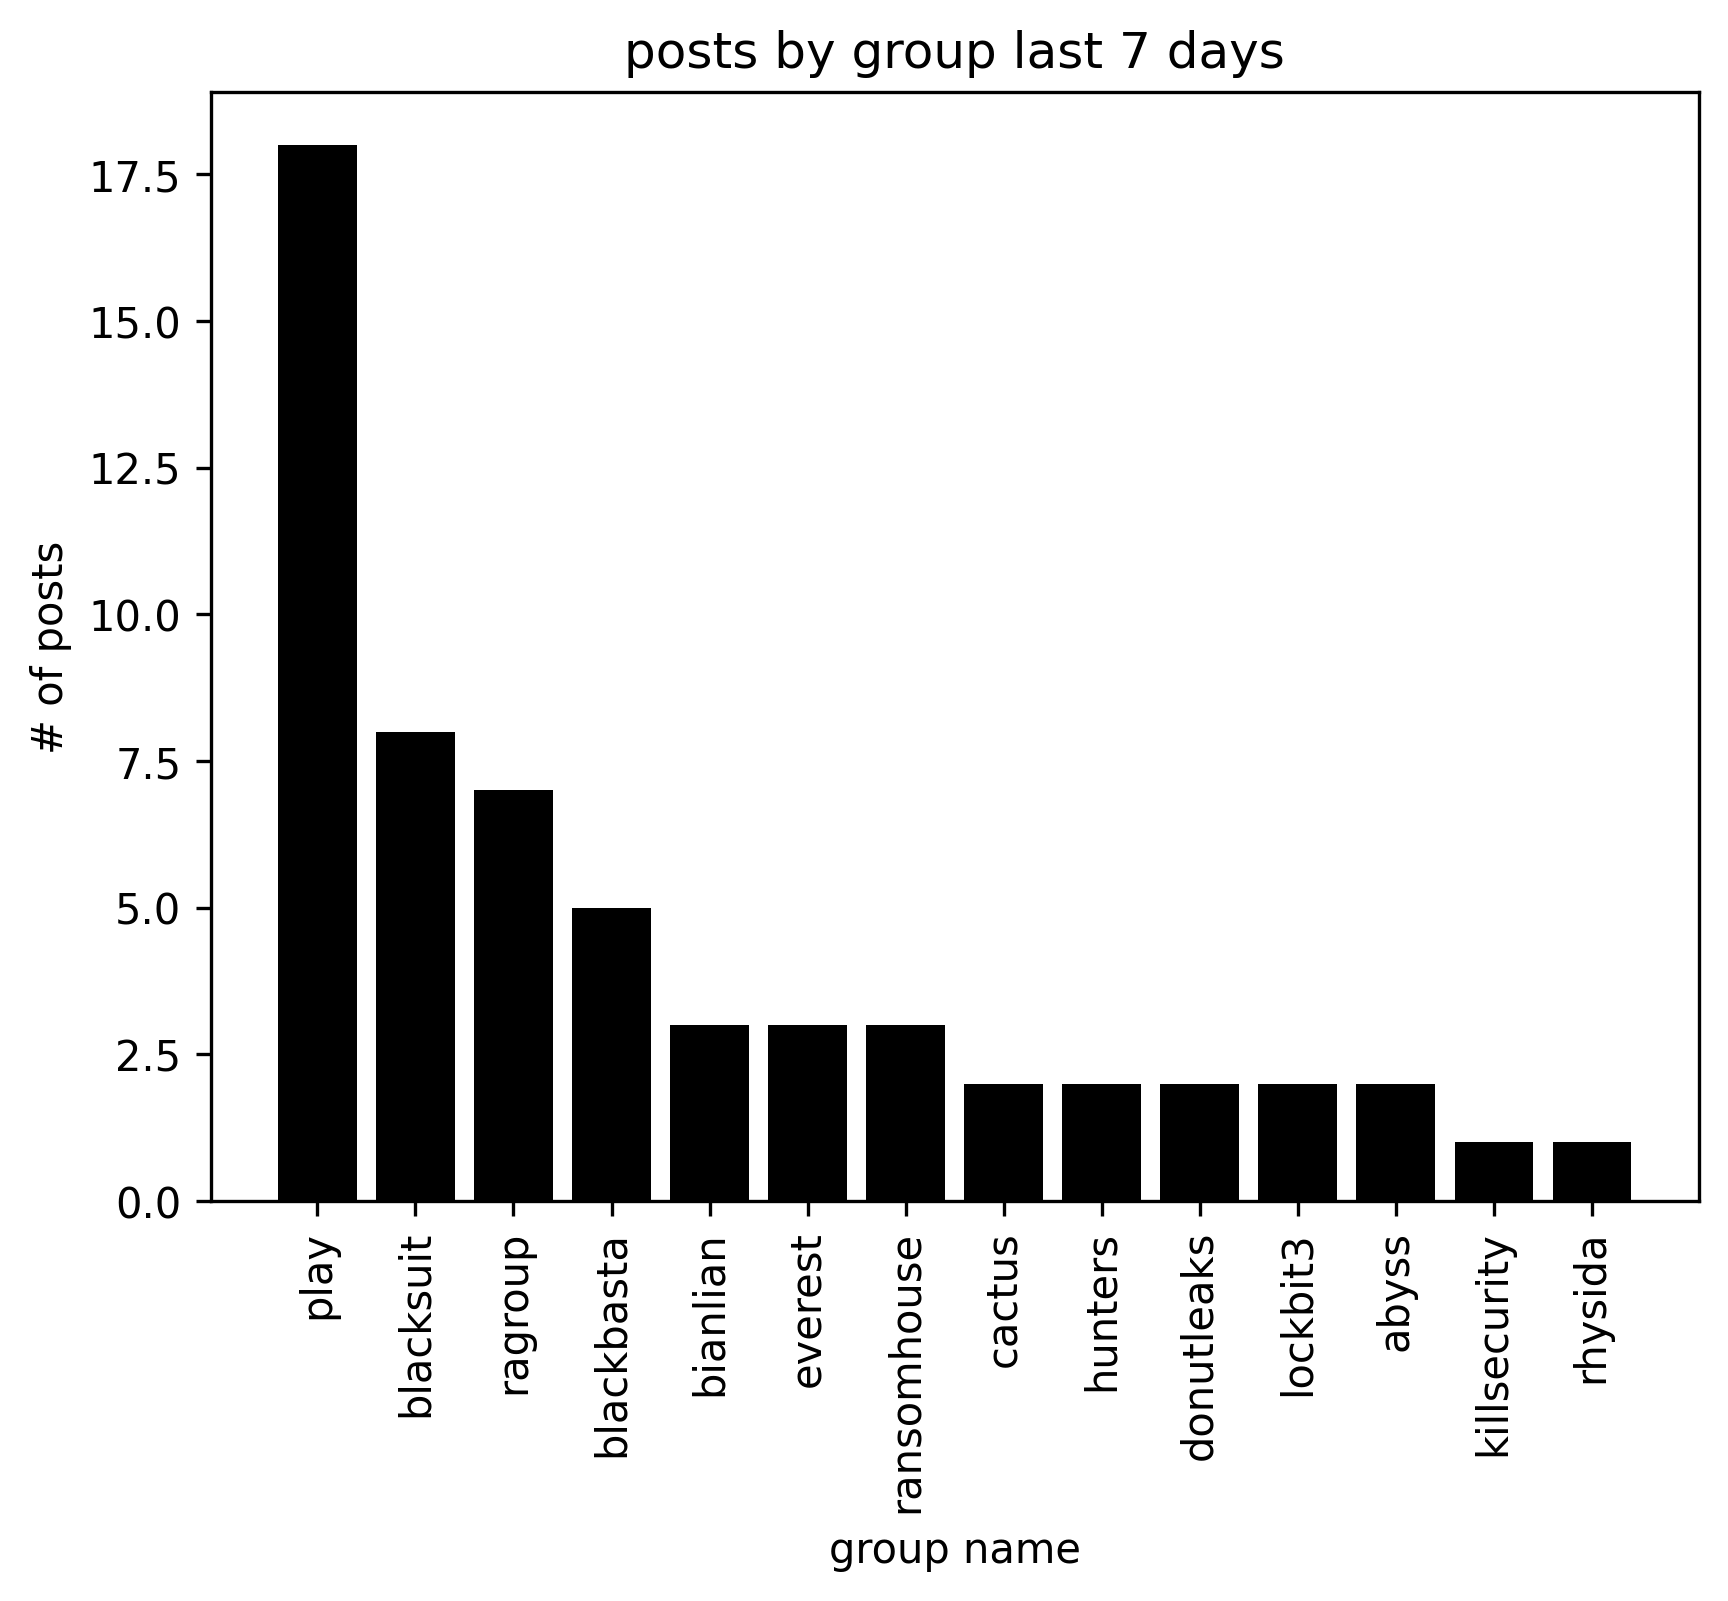 posts by group last 7 days
# of posts
17.5
15.0
12.5
10.0
7.5
5.0
2.5
0.0
play
blacksuit
ragroup
blackbasta
bianlian
everest
ransomhouse
cactus
hunters
donutleaks
lockbit3
abyss
killsecurity
rhysida
group name